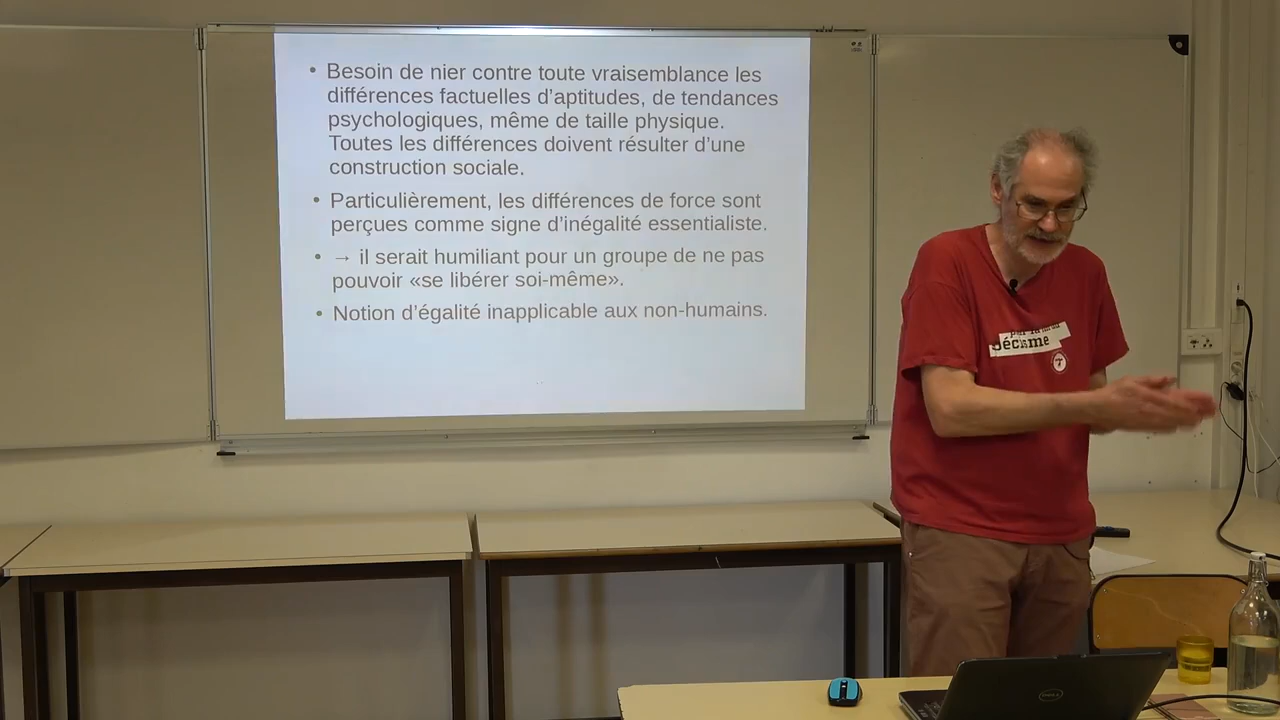 • Besoin de nier contre toute vraisemblance les
différences factuelles d’aptitudes, de tendances
psychologiques, même de taille physique.
Toutes les différences doivent résulter d’une
construction sociale.
• Particulièrement, les différences de force sont
perçues comme signe d’inégalité essentialiste.
• → il serait humiliant pour un groupe de ne pas
pouvoir «se libérer soi-même».
• Notion d’égalité inapplicable aux non-humains.